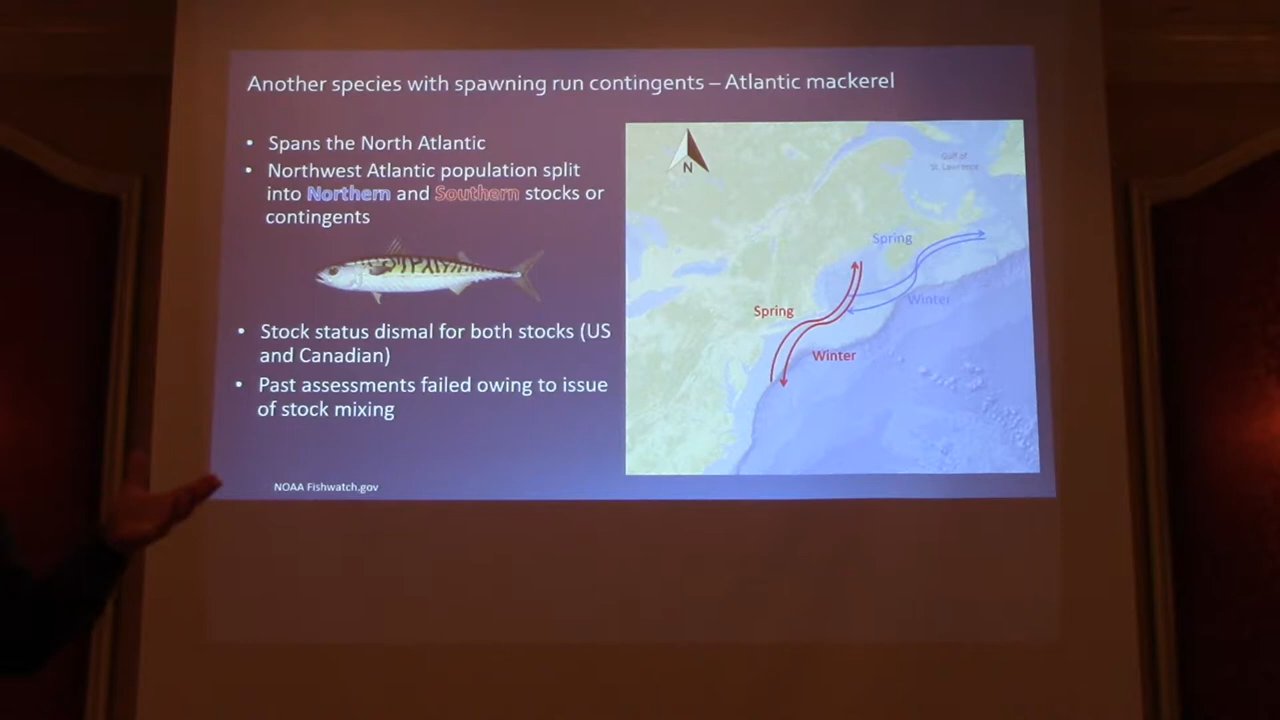 Another species with spawning run contingents – Atlantic mackerel
• Spans the North Atlantic
• Northwest Atlantic population split
into Northern and Southern stocks or
contingents
• Stock status dismal for both stocks (US
and Canadian)
• Past assessments failed owing to issue
of stock mixing
NOAA Fishwatch.gov
N
Gulf of
St. Lawrence
Spring
Winter
Spring
Winter